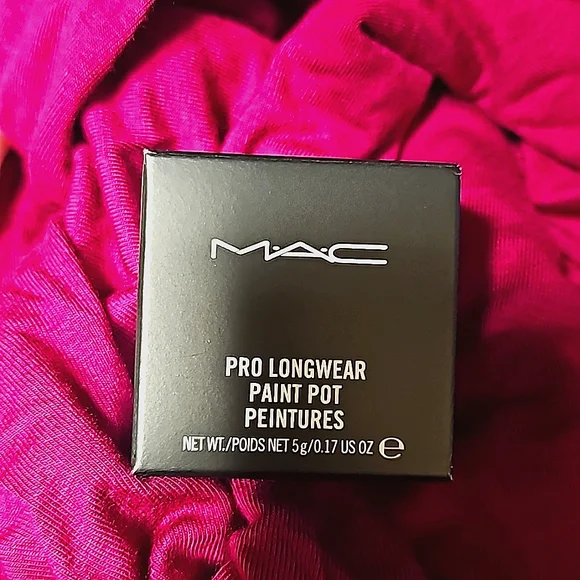 M·A·C
PRO LONGWEAR
PAINT POT
PEINTURES
NET WT./POIDS NET 5g/0.17 US OZ ℮